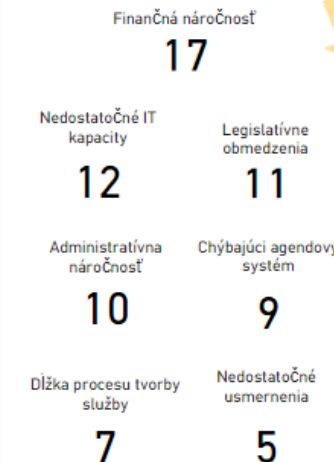 Finančná náročnosť
17
Nedostatočné IT
kapacity
12
Legislatívne
obmedzenia
11
Administratívna
náročnosť
10
Chýbajúci agendový
systém
9
Dĺžka procesu tvorby
služby
7
Nedostatočné
usmernenia
5